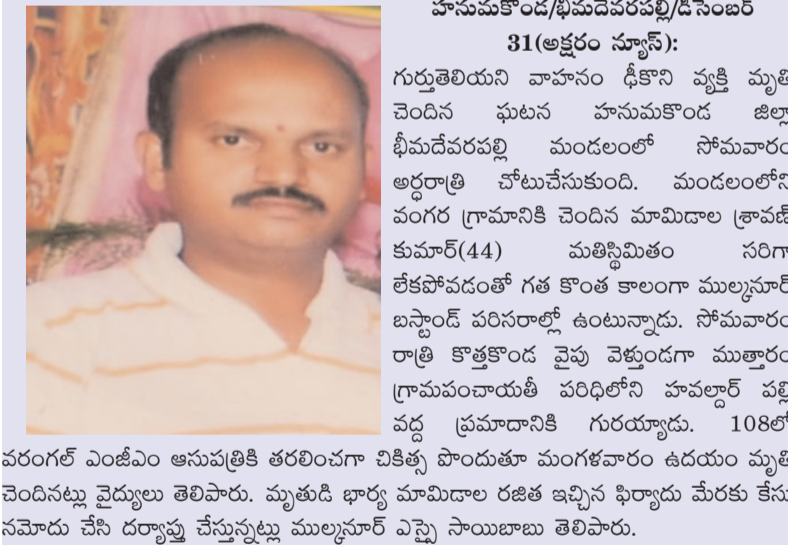 హనుమకొండ/భీమదేవరపల్లి/డిసెంబర్
31(అక్షరం న్యూస్):
గుర్తుతెలియని వాహనం ఢీకొని వ్యక్తి మృతి
చెందిన ఘటన హనుమకొండ జిల్లా
భీమదేవరపల్లి మండలంలో సోమవారం
అర్ధరాత్రి చోటుచేసుకుంది. మండలంలోని
వంగర గ్రామానికి చెందిన మామిడాల శ్రావణ్
కుమార్(44) మతిస్థిమితం సరిగా
లేకపోవడంతో గత కొంత కాలంగా ముల్కనూర్
బస్టాండ్ పరిసరాల్లో ఉంటున్నాడు. సోమవారం
రాత్రి కొత్తకొండ వైపు వెళ్తుండగా ముత్తారం
గ్రామపంచాయతీ పరిధిలోని హవల్దార్ పల్లి
వద్ద ప్రమాదానికి గురయ్యాడు. 108లో
వరంగల్ ఎంజీఎం ఆసుపత్రికి తరలించగా చికిత్స పొందుతూ మంగళవారం ఉదయం మృతి
చెందినట్లు వైద్యులు తెలిపారు. మృతుడి భార్య మామిడాల రజిత ఇచ్చిన ఫిర్యాదు మేరకు కేసు
నమోదు చేసి దర్యాప్తు చేస్తున్నట్లు ముల్కనూర్ ఎస్సై సాయిబాబు తెలిపారు.